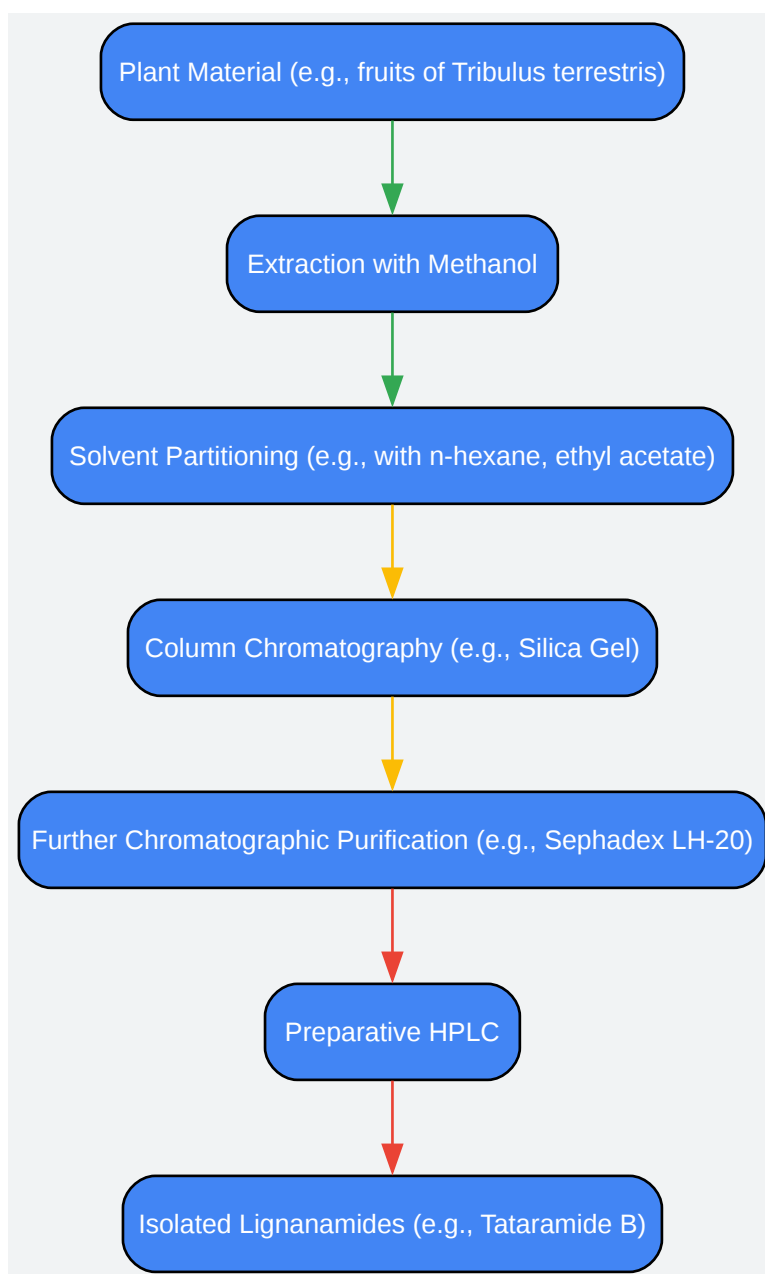 Plant Material (e.g., fruits of Tribulus terrestris)
Extraction with Methanol
Solvent Partitioning (e.g., with n-hexane, ethyl acetate)
Column Chromatography (e.g., Silica Gel)
Further Chromatographic Purification (e.g., Sephadex LH-20)
Preparative HPLC
Isolated Lignanamides (e.g., Tataramide B)